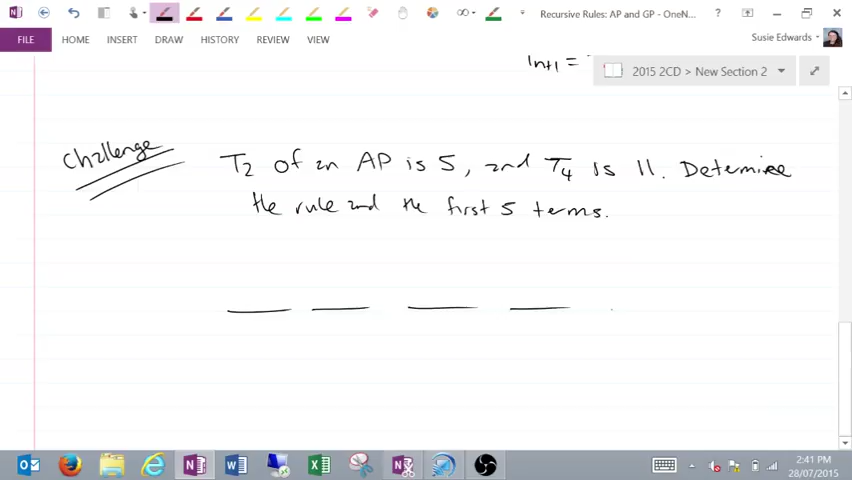 Recursive Rules: AP and GP - OneN...
Susie Edwards
FILE HOME INSERT DRAW HISTORY REVIEW VIEW
2015 2CD > New Section 2
Challenge
T2 of an AP is 5, and T4 is 11. Determine
the rule and the first 5 terms.
2:41 PM
28/07/2015